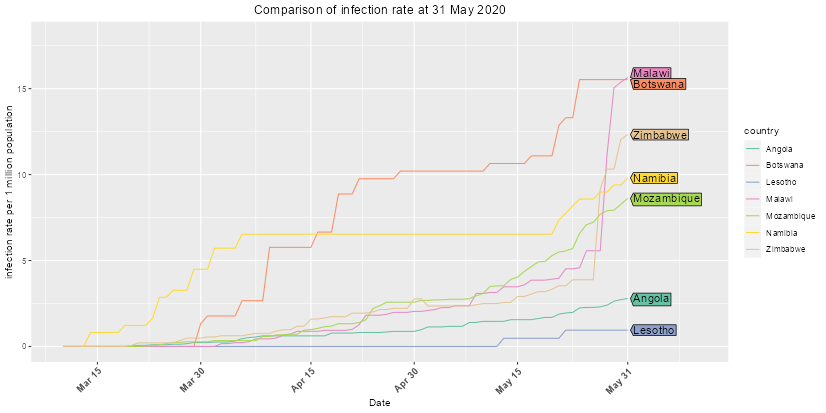 Comparison of infection rate at 31 May 2020
infection rate per 1 million population
15
10
5
0
Malawi
Botswana
Zimbabwe
Namibia
Mozambique
Angola
Lesotho
Mar 15
Mar 30
Apr 15
Apr 30
May 15
May 31
Date
country
Angola
Botswana
Lesotho
Malawi
Mozambique
Namibia
Zimbabwe